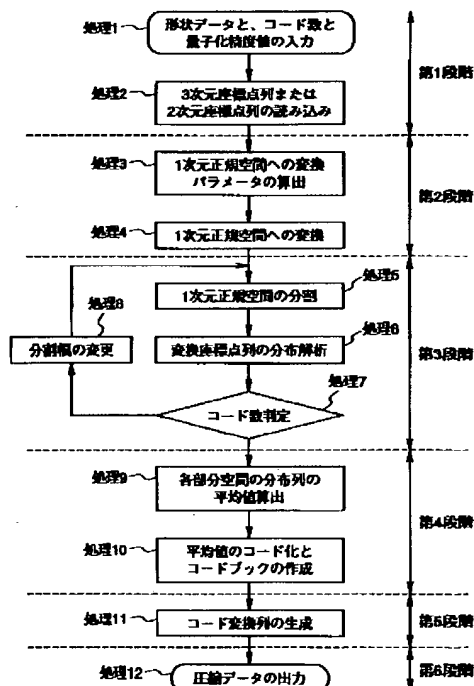 処理1
形状データと、コード数と
量子化精度値の入力
第1段階
処理2
3次元座標点列または
2次元座標点列の読み込み
処理3
1次元正規空間への変換
パラメータの算出
第2段階
処理4
1次元正規空間への変換
処理5
1次元正規空間の分割
処理8
分割幅の変更
処理6
変換座標点列の分布解析
第3段階
処理7
コード数判定
処理9
各部分空間の分布列の
平均値算出
第4段階
処理10
平均値のコード化と
コードブックの作成
処理11
コード変換列の生成
第5段階
処理12
圧縮データの出力
第6段階